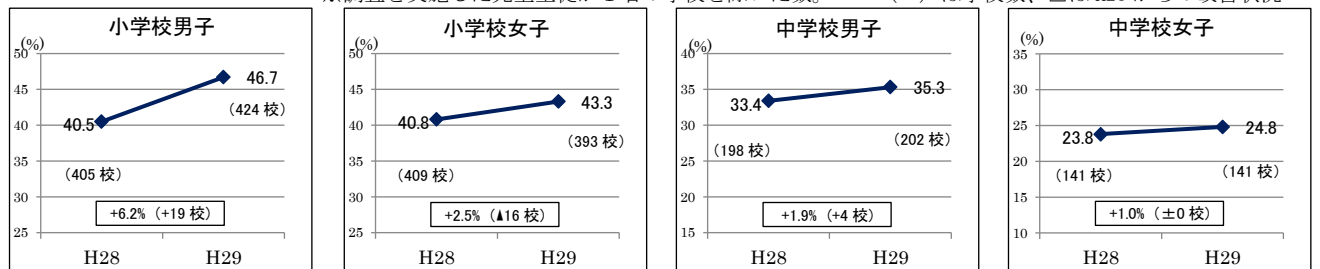 小学校男子
(%)
50
45
40
35
30
25
40.5
46.7
(424 校)
(405 校)
+6.2% (+19 校)
H28
H29
小学校女子
(%)
50
45
40
35
30
25
40.8
43.3
(393 校)
(409 校)
+2.5% (▲16 校)
H28
H29
中学校男子
(%)
40
35
30
25
20
15
33.4
35.3
(202 校)
(198 校)
+1.9% (+4 校)
H28
H29
中学校女子
(%)
35
30
25
20
15
10
23.8
24.8
(141 校)
(141 校)
+1.0% (±0 校)
H28
H29